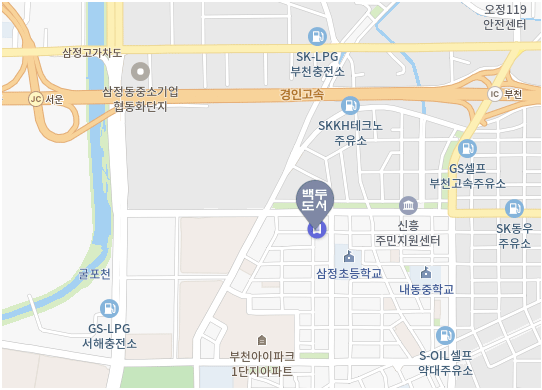 오정119
안전센터
삼정고가차도
SK-LPG
부천충전소
JC 서운
삼정동중소기업
협동화단지
경인고속
IC 부천
SKKH테크노
주유소
GS셀프
부천고속주유소
백두
도서
신흥
주민지원센터
SK동우
주유소
굴포천
삼정초등학교
내동중학교
GS-LPG
서해충전소
부천아이파크
1단지아파트
S-OIL셀프
약대주유소